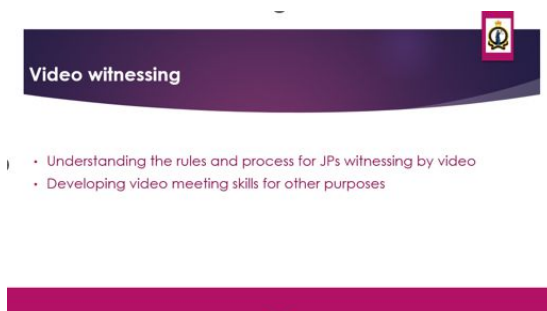 Video witnessing
• Understanding the rules and process for JPs witnessing by video
• Developing video meeting skills for other purposes